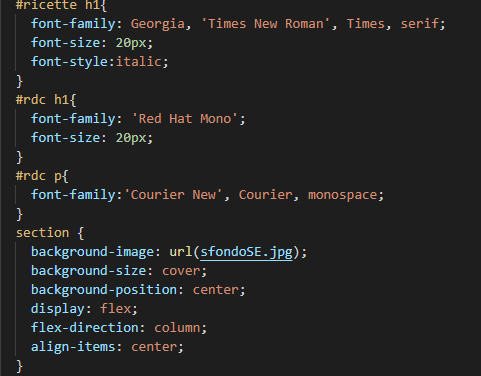 #ricette h1{
font-family: Georgia, 'Times New Roman', Times, serif;
font-size: 20px;
font-style:italic;
}
#rdc h1{
font-family: 'Red Hat Mono';
font-size: 20px;
}
#rdc p{
font-family:'Courier New', Courier, monospace;
}
section {
background-image: url(sfondoSE.jpg);
background-size: cover;
background-position: center;
display: flex;
flex-direction: column;
align-items: center;
}